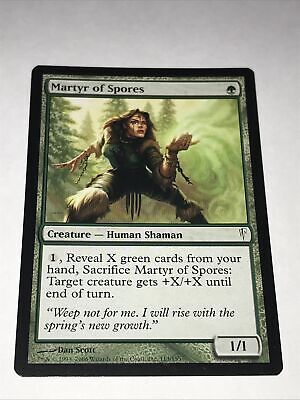 Martyr of Spores
Creature — Human Shaman
1, Reveal X green cards from your
hand, Sacrifice Martyr of Spores:
Target creature gets +X/+X until
end of turn.
"Weep not for me. I will rise with the
spring's new growth."
Dan Scott
1/1